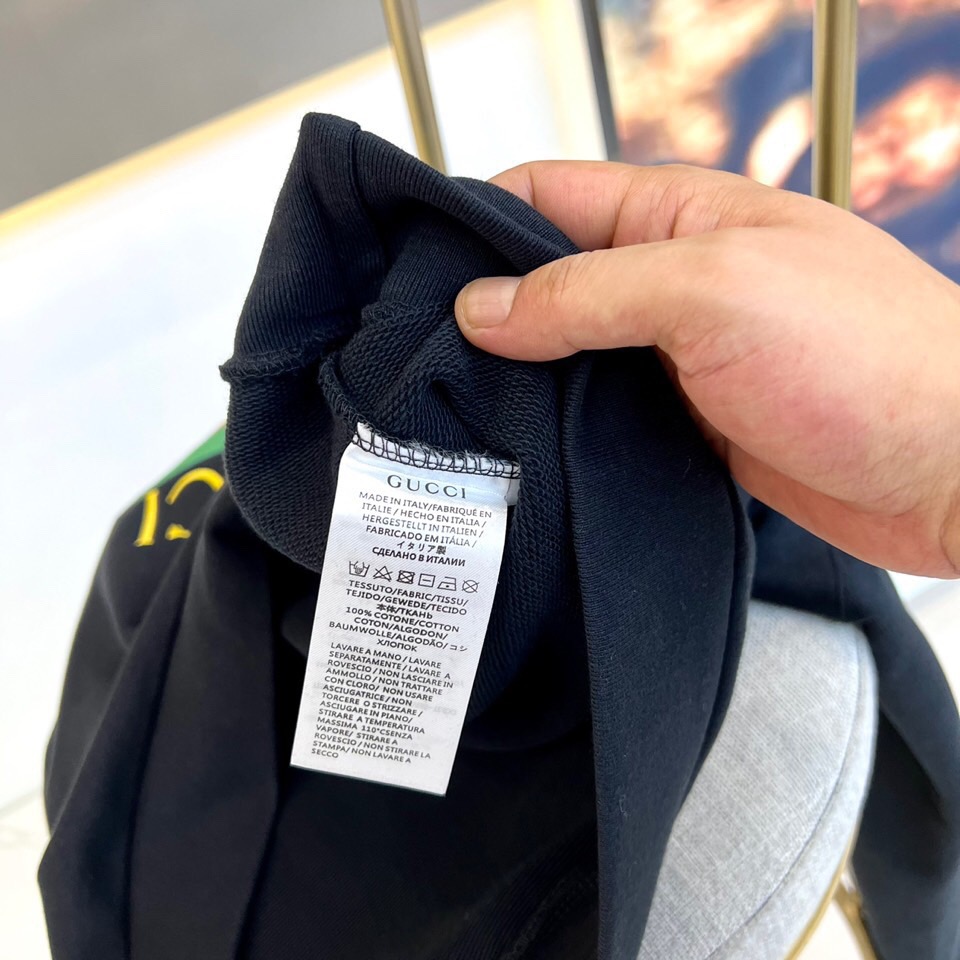 GUCCI
MADE IN ITALY/FABRIQUÉ EN
ITALIE / HECHO EN ITALIA /
HERGESTELLT IN ITALIEN /
FABRICADO EM ITÁLIA /
イタリア製
СДЕЛАНО В ИТАЛИИ
TESSUTO/FABRIC/TISSU/
TEJIDO/GEWEDE/TECIDO
本体/ТКАНЬ
100% COTONE/COTTON
COTON/ALGODON/
BAUMWOLLE/ALGODÃO/ コシ
ХЛОПОК
LAVARE A MANO / LAVARE
SEPARATAMENTE / LAVARE A
ROVESCIO / NON LASCIARE IN
AMMOLLO / NON TRATTARE
CON CLORO/ NON USARE
ASCIUGATRICE / NON
TORCERE O STRIZZARE /
ASCIUGARE IN PIANO/
STIRARE A TEMPERATURA
MASSIMA 110°CSENZA
VAPORE/ STIRARE A
ROVESCIO / NON STIRARE LA
STAMPA/ NON LAVARE A
SECCO